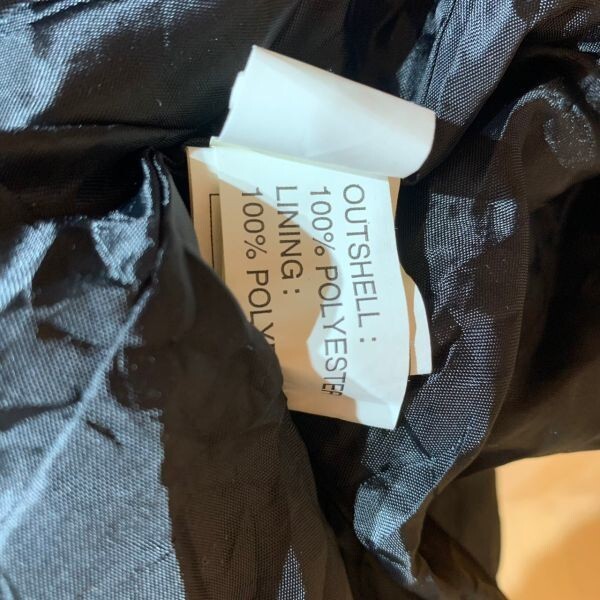 OUTSHELL :
100% POLYESTER
LINING :
100% POLY